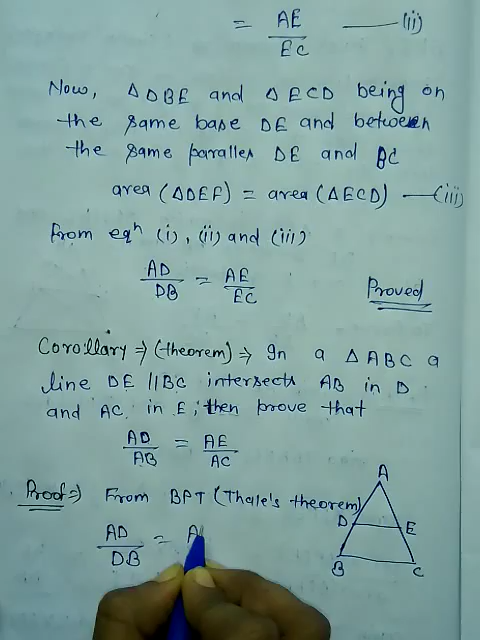 = AE/EC —(ii)
Now, Δ DBE and Δ ECD being on
the same base DE and between
the same parallel DE and BC
area (ΔDEF) = area (ΔECD) —(iii)
From eqⁿ (i), (ii) and (iii)
AD/DB = AE/EC
Proved
Corollary ⇒ (theorem) ⇒ In a Δ ABC a
line DE || BC intersects AB in D
and AC in E, then prove that
AD/AB = AE/AC
Proof ⇒ From BPT (Thale's theorem)
AD/DB = A
A
D E
B C